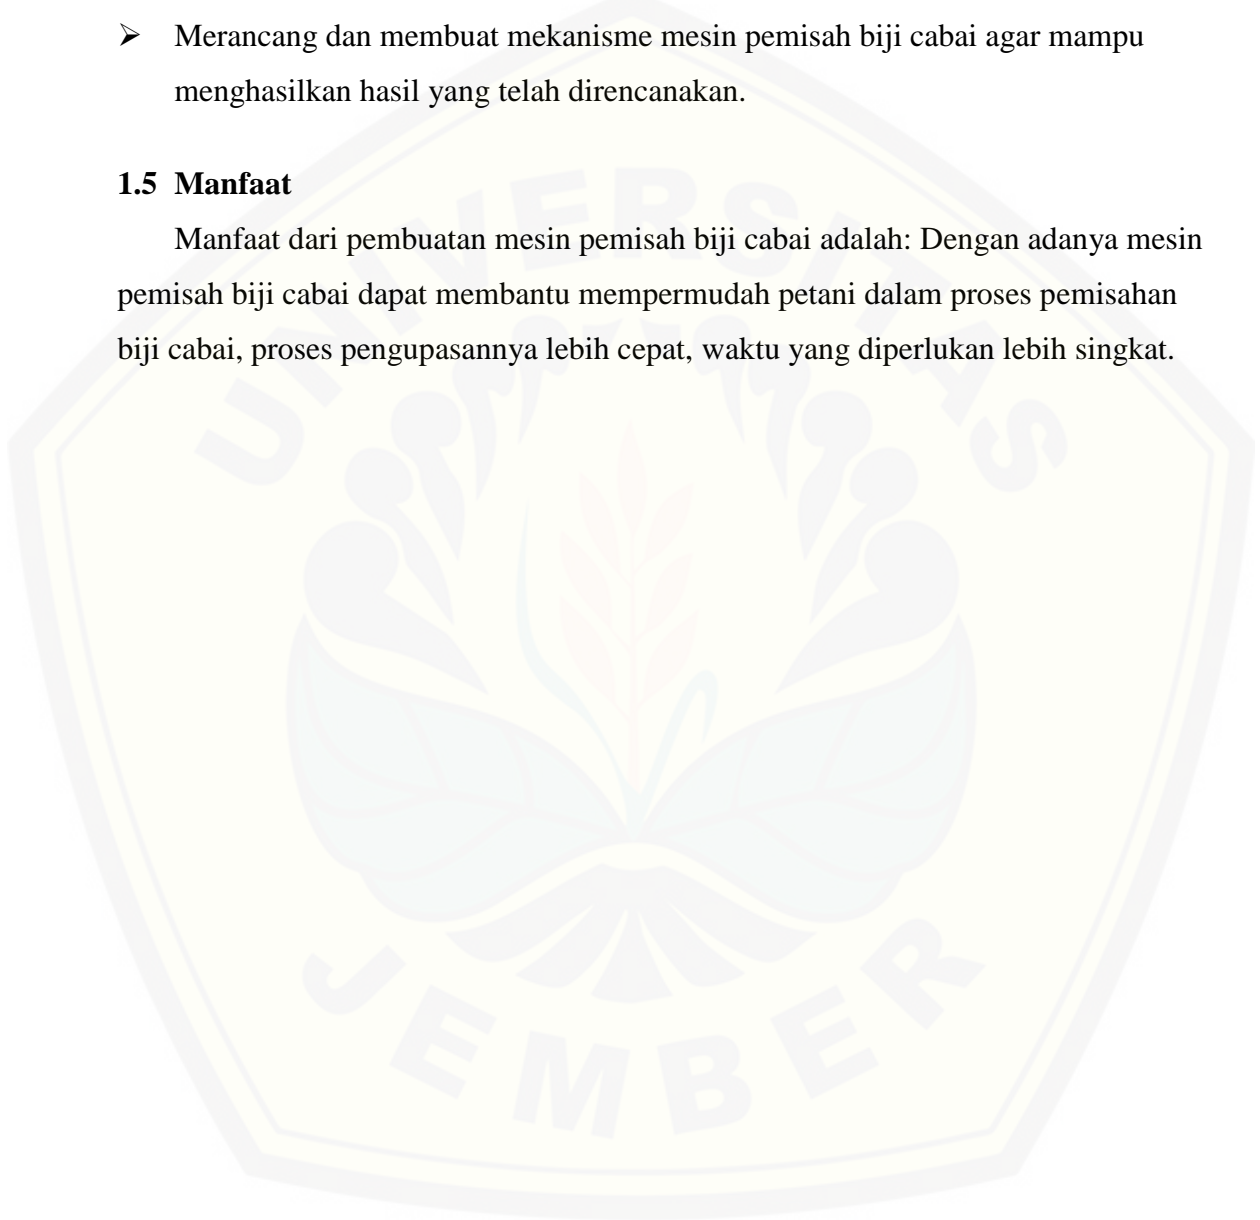 ➢ Merancang dan membuat mekanisme mesin pemisah biji cabai agar mampu
menghasilkan hasil yang telah direncanakan.
1.5 Manfaat
Manfaat dari pembuatan mesin pemisah biji cabai adalah: Dengan adanya mesin
pemisah biji cabai dapat membantu mempermudah petani dalam proses pemisahan
biji cabai, proses pengupasannya lebih cepat, waktu yang diperlukan lebih singkat.
UNIVERSITAS
JEMBER